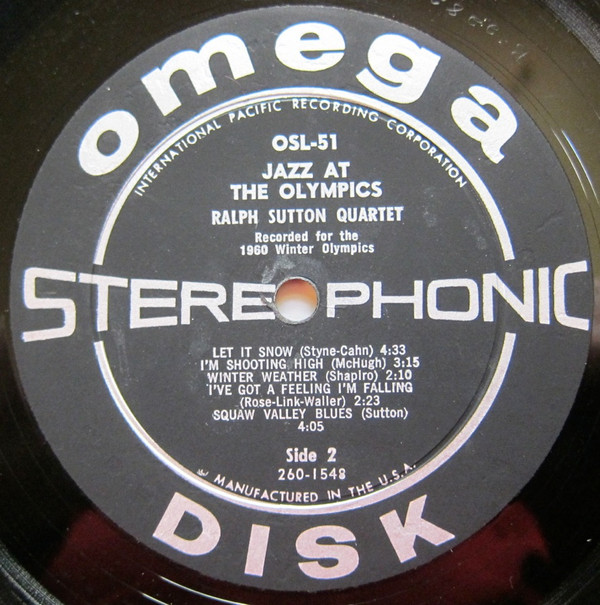 omega
INTERNATIONAL PACIFIC RECORDING CORPORATION
OSL-51
JAZZ AT
THE OLYMPICS
RALPH SUTTON QUARTET
Recorded for the
1960 Winter Olympics
STEREOPHONIC
LET IT SNOW (Styne-Cahn) 4:33
I'M SHOOTING HIGH (McHugh) 3:15
WINTER WEATHER (Shapiro) 2:10
I'VE GOT A FEELING I'M FALLING
(Rose-Link-Waller) 2:23
SQUAW VALLEY BLUES (Sutton)
4:05
Side 2
260-1548
MANUFACTURED IN THE U.S.A.
DISK